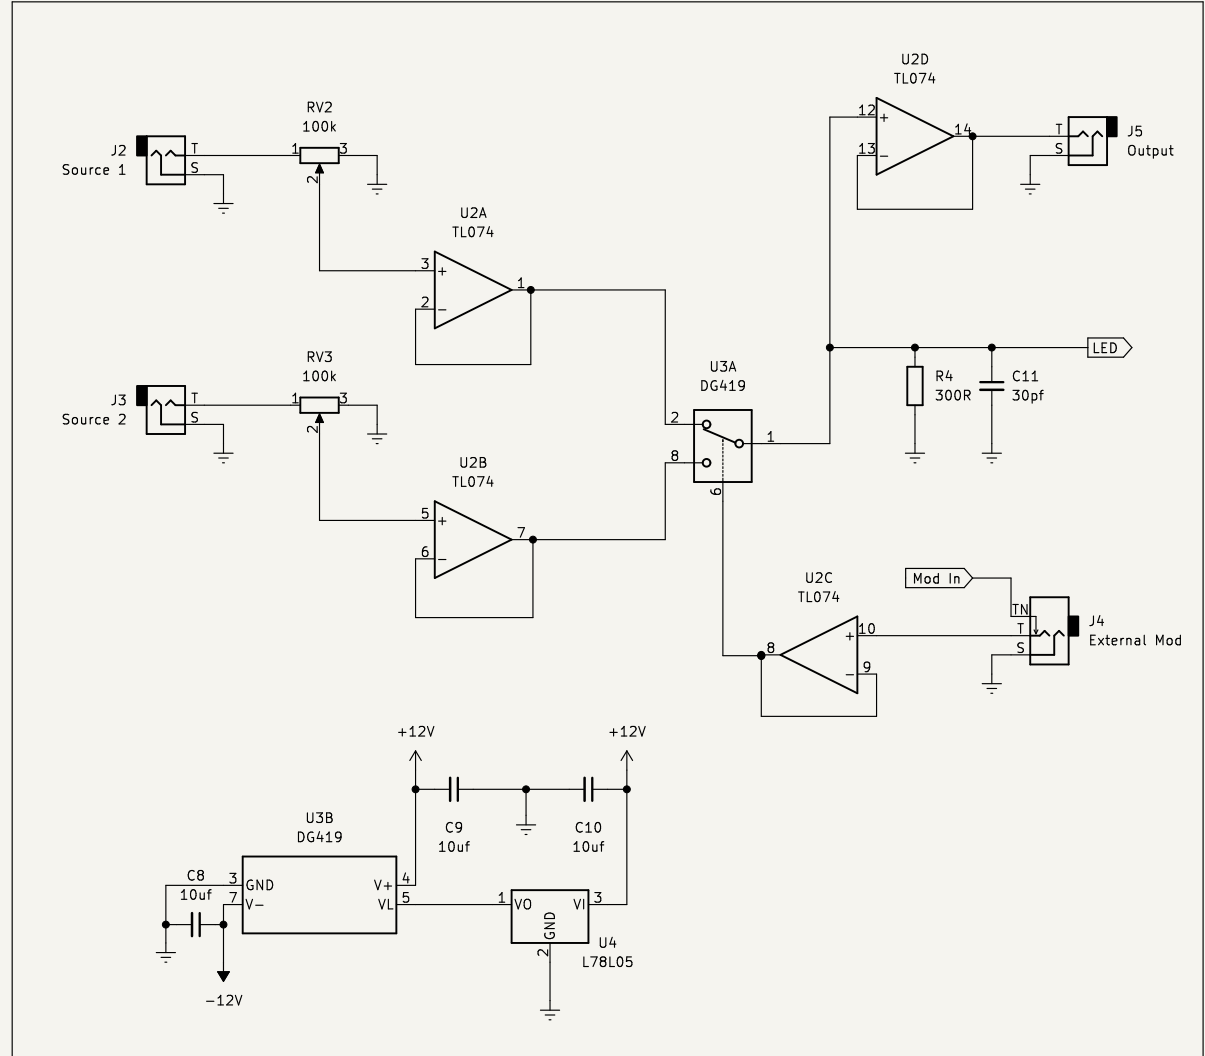 U2D
TL074
12
+
13
−
14
T
S
J5
Output
RV2
100k
J2
Source 1
T
S
1
3
2
U2A
TL074
3
+
2
−
1
RV3
100k
J3
Source 2
T
S
1
3
2
U2B
TL074
5
+
6
−
7
U3A
DG419
2
8
1
6
LED
R4
300R
C11
30pf
Mod In
U2C
TL074
10
+
9
−
8
TN
T
S
J4
External Mod
+12V
+12V
C9
10uf
C10
10uf
U3B
DG419
C8
10uf
3
GND
7
V-
V+
4
VL
5
1
VO
VI
3
GND
2
U4
L78L05
-12V